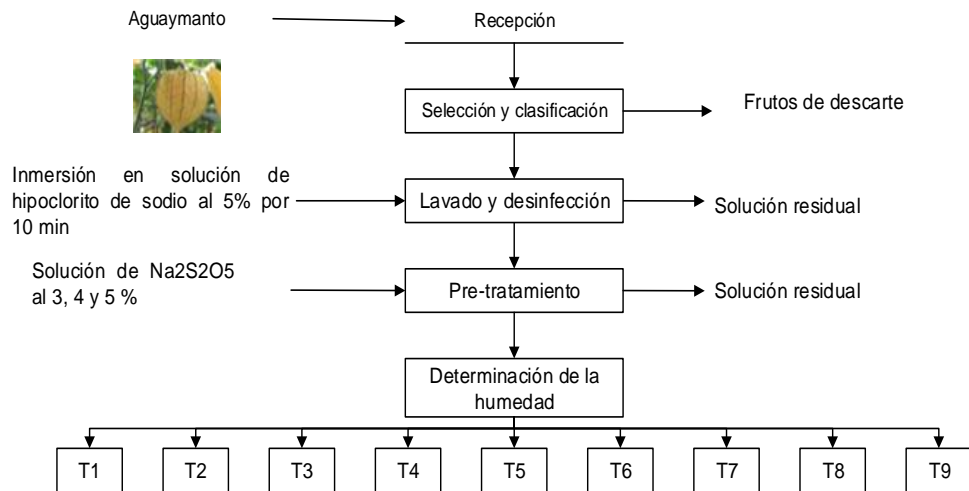 Aguaymanto
Recepción
Selección y clasificación
Frutos de descarte
Inmersión en solución de
hipoclorito de sodio al 5% por
10 min
Lavado y desinfección
Solución residual
Solución de Na2S2O5
al 3, 4 y 5 %
Pre-tratamiento
Solución residual
Determinación de la
humedad
T1
T2
T3
T4
T5
T6
T7
T8
T9